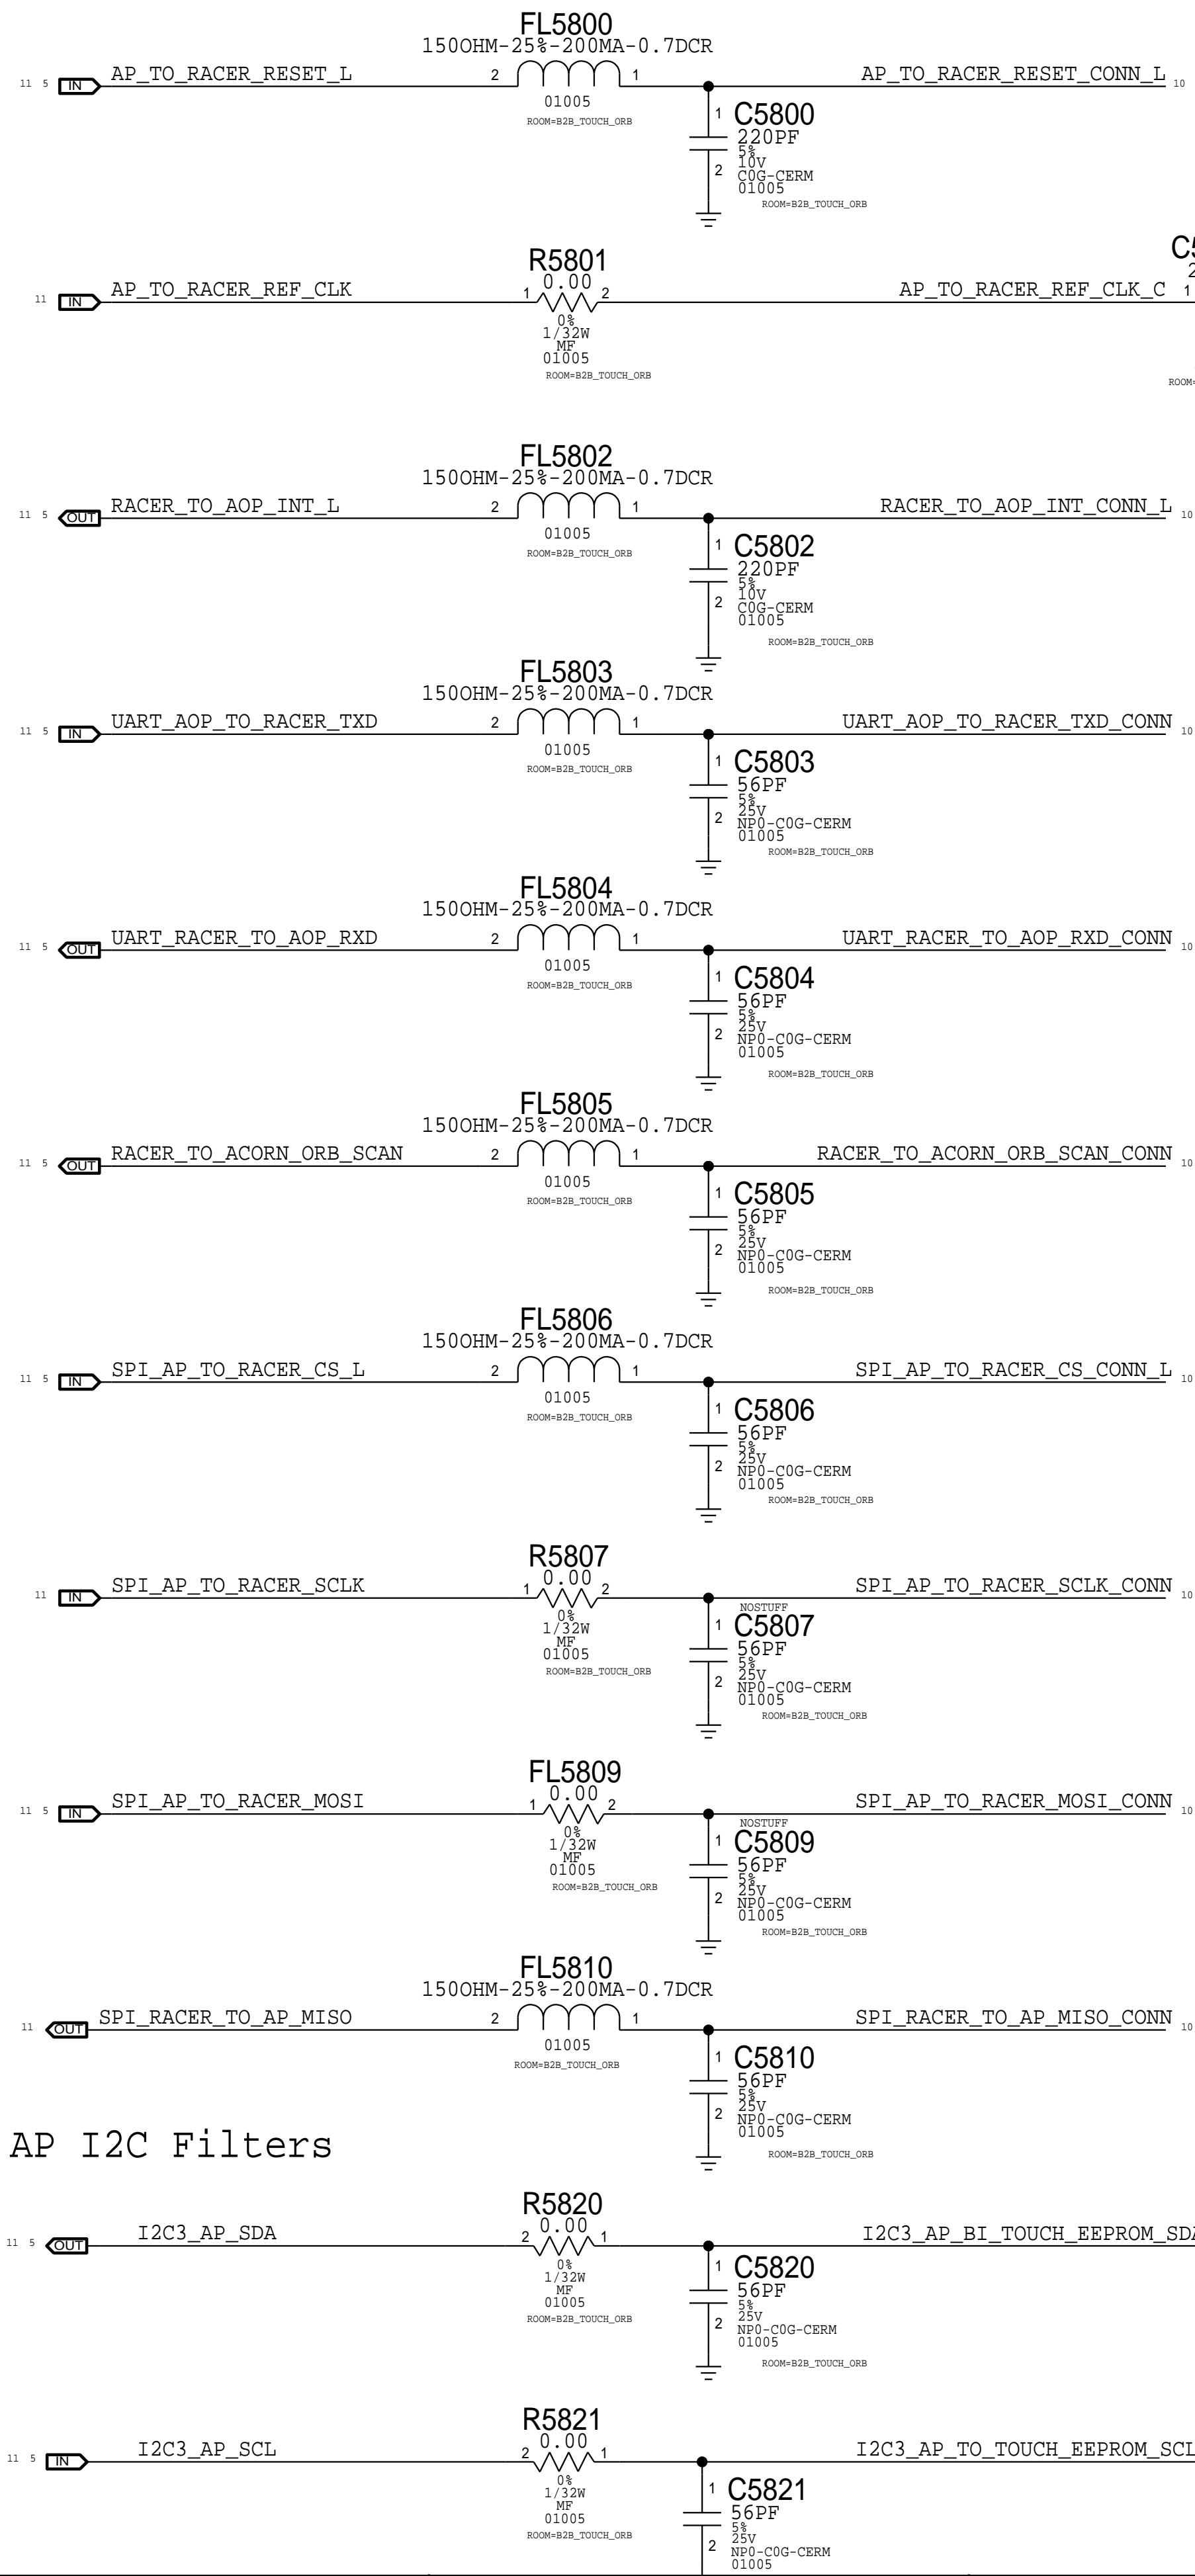 FL5800
150OHM-25%-200MA-0.7DCR
11 5 IN AP_TO_RACER_RESET_L 2 1 AP_TO_RACER_RESET_CONN_L 10
01005
ROOM=B2B_TOUCH_ORB
1 C5800
220PF
5%
10V
2 C0G-CERM
01005
ROOM=B2B_TOUCH_ORB
R5801
0.00
11 IN AP_TO_RACER_REF_CLK 1 2 AP_TO_RACER_REF_CLK_C 1
0%
1/32W
MF
01005
ROOM=B2B_TOUCH_ORB
ROOM=
FL5802
150OHM-25%-200MA-0.7DCR
11 5 OUT RACER_TO_AOP_INT_L 2 1 RACER_TO_AOP_INT_CONN_L 10
01005
ROOM=B2B_TOUCH_ORB
1 C5802
220PF
5%
10V
2 C0G-CERM
01005
ROOM=B2B_TOUCH_ORB
FL5803
150OHM-25%-200MA-0.7DCR
11 5 IN UART_AOP_TO_RACER_TXD 2 1 UART_AOP_TO_RACER_TXD_CONN 10
01005
ROOM=B2B_TOUCH_ORB
1 C5803
56PF
5%
25V
2 NP0-C0G-CERM
01005
ROOM=B2B_TOUCH_ORB
FL5804
150OHM-25%-200MA-0.7DCR
11 5 OUT UART_RACER_TO_AOP_RXD 2 1 UART_RACER_TO_AOP_RXD_CONN 10
01005
ROOM=B2B_TOUCH_ORB
1 C5804
56PF
5%
25V
2 NP0-C0G-CERM
01005
ROOM=B2B_TOUCH_ORB
FL5805
150OHM-25%-200MA-0.7DCR
11 5 OUT RACER_TO_ACORN_ORB_SCAN 2 1 RACER_TO_ACORN_ORB_SCAN_CONN 10
01005
ROOM=B2B_TOUCH_ORB
1 C5805
56PF
5%
25V
2 NP0-C0G-CERM
01005
ROOM=B2B_TOUCH_ORB
FL5806
150OHM-25%-200MA-0.7DCR
11 5 IN SPI_AP_TO_RACER_CS_L 2 1 SPI_AP_TO_RACER_CS_CONN_L 10
01005
ROOM=B2B_TOUCH_ORB
1 C5806
56PF
5%
25V
2 NP0-C0G-CERM
01005
ROOM=B2B_TOUCH_ORB
R5807
0.00
11 IN SPI_AP_TO_RACER_SCLK 1 2 SPI_AP_TO_RACER_SCLK_CONN 10
0%
1/32W
MF
01005
ROOM=B2B_TOUCH_ORB
NOSTUFF
1 C5807
56PF
5%
25V
2 NP0-C0G-CERM
01005
ROOM=B2B_TOUCH_ORB
FL5809
0.00
11 5 IN SPI_AP_TO_RACER_MOSI 1 2 SPI_AP_TO_RACER_MOSI_CONN 10
0%
1/32W
MF
01005
ROOM=B2B_TOUCH_ORB
NOSTUFF
1 C5809
56PF
5%
25V
2 NP0-C0G-CERM
01005
ROOM=B2B_TOUCH_ORB
FL5810
150OHM-25%-200MA-0.7DCR
11 OUT SPI_RACER_TO_AP_MISO 2 1 SPI_RACER_TO_AP_MISO_CONN 10
01005
ROOM=B2B_TOUCH_ORB
1 C5810
56PF
5%
25V
2 NP0-C0G-CERM
01005
ROOM=B2B_TOUCH_ORB
AP I2C Filters
R5820
0.00
11 5 OUT I2C3_AP_SDA 2 1 I2C3_AP_BI_TOUCH_EEPROM_SDA
0%
1/32W
MF
01005
ROOM=B2B_TOUCH_ORB
1 C5820
56PF
5%
25V
2 NP0-C0G-CERM
01005
ROOM=B2B_TOUCH_ORB
R5821
0.00
11 5 IN I2C3_AP_SCL 2 1 I2C3_AP_TO_TOUCH_EEPROM_SCL
0%
1/32W
MF
01005
ROOM=B2B_TOUCH_ORB
1 C5821
56PF
5%
25V
2 NP0-C0G-CERM
01005